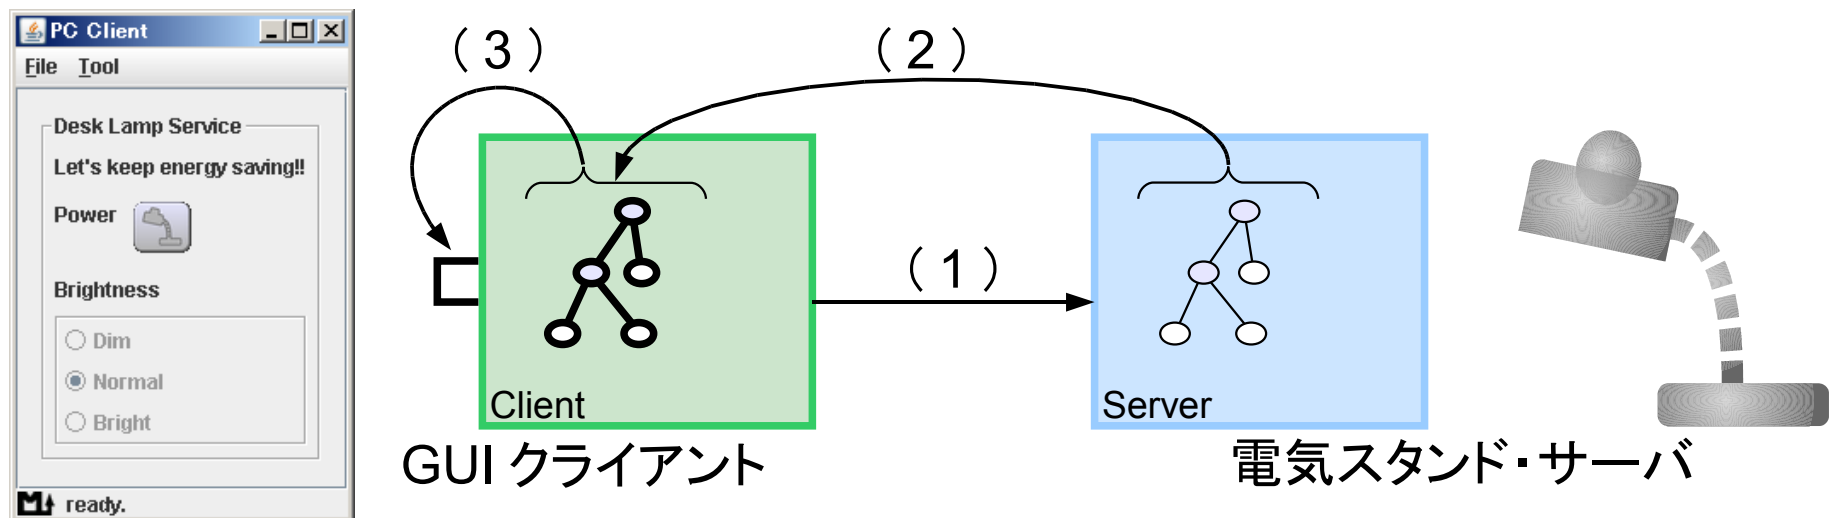 PC Client
File Tool
Desk Lamp Service
Let's keep energy saving!!
Power
Brightness
Dim
Normal
Bright
ready.
(3)
(2)
(1)
Client
Server
GUI クライアント
電気スタンド・サーバ